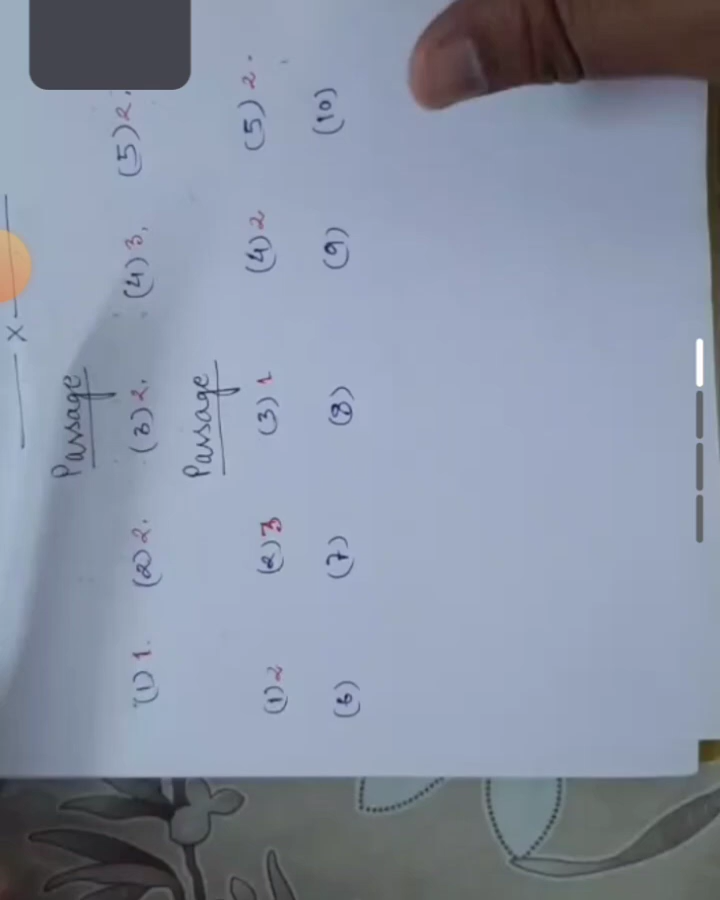 x
Passage
(1) 1. (2) 2. (3) 2. (4) 3. (5) 2.
Passage
(1) 2 (2) 3 (3) 1 (4) 2 (5) 2.
(6) (7) (8) (9) (10)